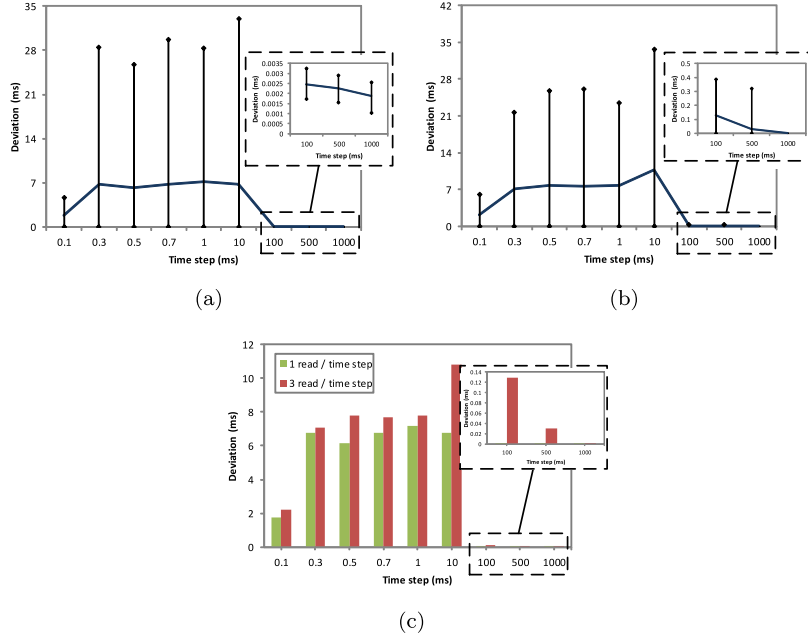 35
28
21
14
7
0
Deviation (ms)
0.1 0.3 0.5 0.7 1 10 100 500 1000
Time step (ms)
0.0035
0.003
0.0025
0.002
0.0015
0.001
0.0005
0
Deviation (ms)
100 500 1000
Time step (ms)
(a)
42
35
28
21
14
7
0
Deviation (ms)
0.1 0.3 0.5 0.7 1 10 100 500 1000
Time step (ms)
0.5
0.4
0.3
0.2
0.1
0
Deviation (ms)
100 500 1000
Time step (ms)
(b)
12
10
8
6
4
2
0
Deviation (ms)
1 read / time step
3 read / time step
0.1 0.3 0.5 0.7 1 10 100 500 1000
Time step (ms)
0.14
0.12
0.1
0.08
0.06
0.04
0.02
0
Deviation (ms)
100 500 1000
Time step (ms)
(c)